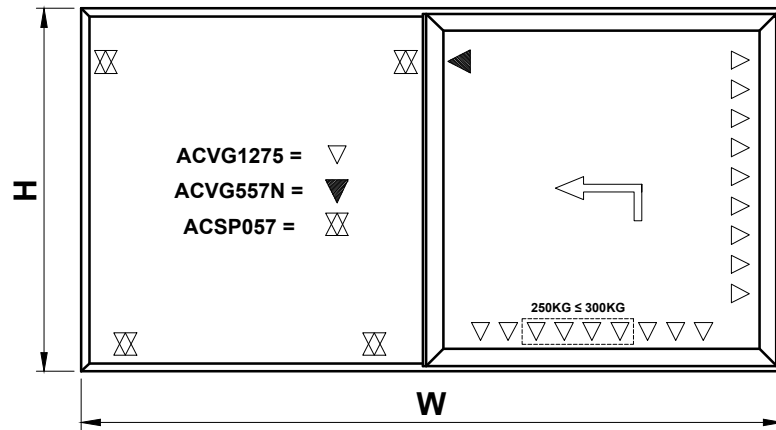 H
ACVG1275 =
ACVG557N =
ACSP057 =
250KG ≤ 300KG
W